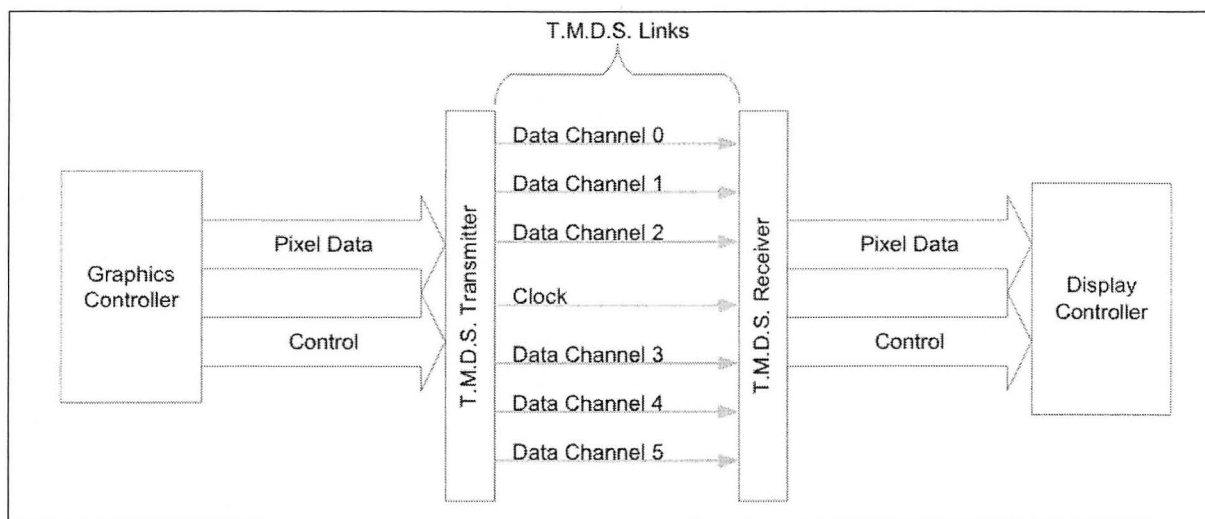 T.M.D.S. Links
Data Channel 0
Data Channel 1
Data Channel 2
Clock
Data Channel 3
Data Channel 4
Data Channel 5
Graphics
Controller
Pixel Data
Control
T.M.D.S. Transmitter
T.M.D.S. Receiver
Pixel Data
Control
Display
Controller